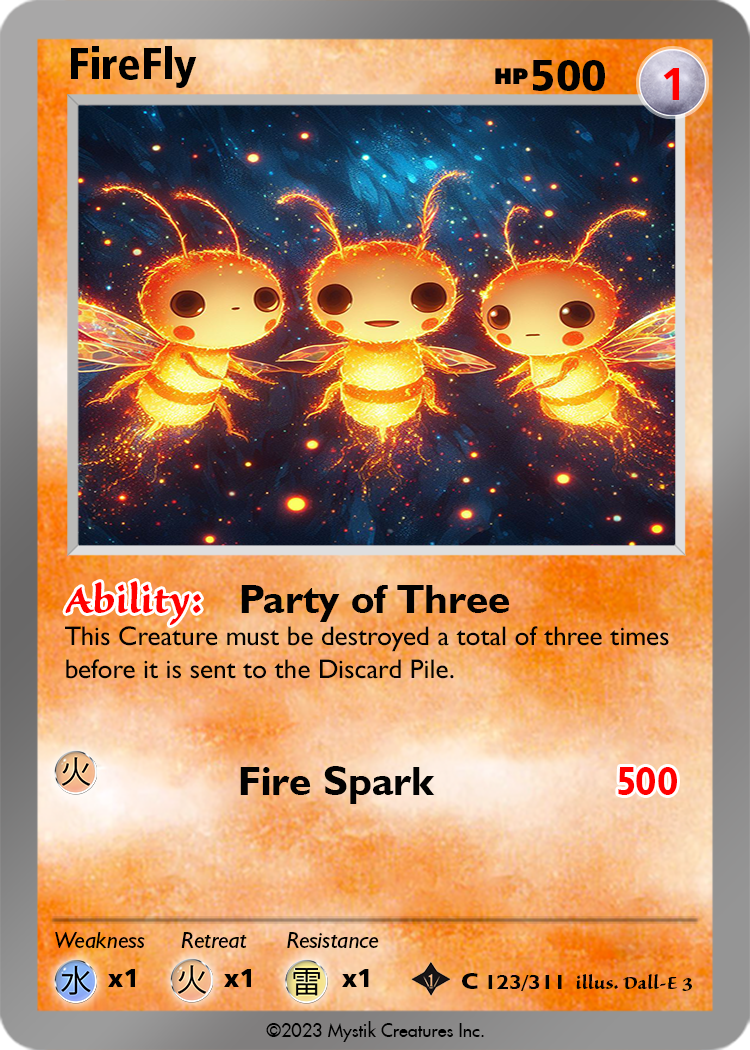 FireFly HP500 1
Ability: Party of Three
This Creature must be destroyed a total of three times
before it is sent to the Discard Pile.
火 Fire Spark 500
Weakness Retreat Resistance
水 x1 火 x1 雷 x1 1 C 123/311 illus. Dall-E 3
©2023 Mystik Creatures Inc.